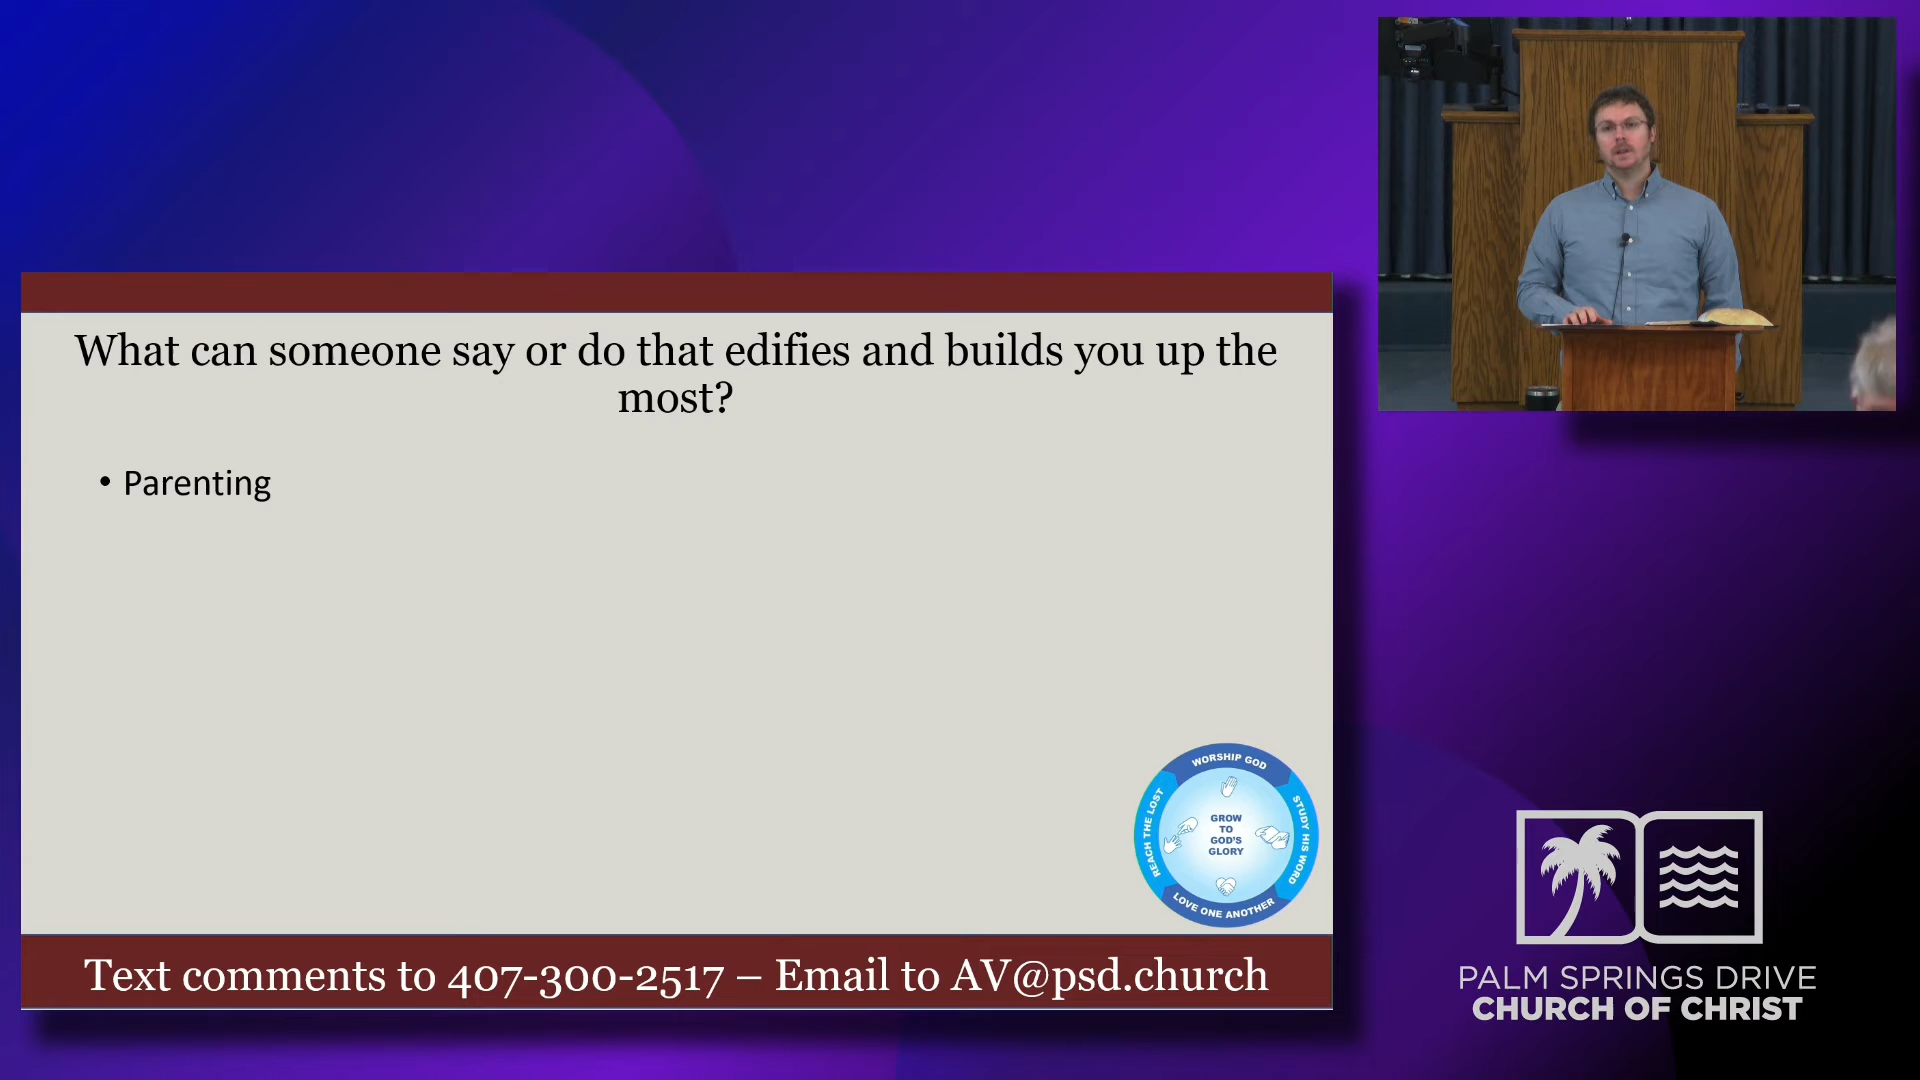 What can someone say or do that edifies and builds you up the
most?
• Parenting
WORSHIP GOD
STUDY HIS WORD
LOVE ONE ANOTHER
REACH THE LOST
GROW
TO
GOD'S
GLORY
Text comments to 407-300-2517 – Email to AV@psd.church
PALM SPRINGS DRIVE
CHURCH OF CHRIST